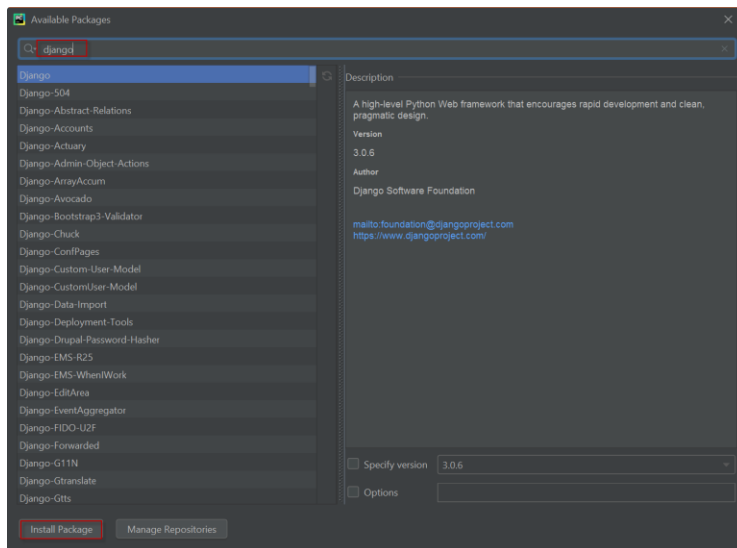 Available Packages
django
Django
Django-504
Django-Abstract-Relations
Django-Accounts
Django-Actuary
Django-Admin-Object-Actions
Django-ArrayAccum
Django-Avocado
Django-Bootstrap3-Validator
Django-Chuck
Django-ConfPages
Django-Custom-User-Model
Django-CustomUser-Model
Django-Data-Import
Django-Deployment-Tools
Django-Drupal-Password-Hasher
Django-EMS-R25
Django-EMS-WhenIWork
Django-EditArea
Django-EventAggregator
Django-FIDO-U2F
Django-Forwarded
Django-G11N
Django-Gtranslate
Django-Gtts
Description
A high-level Python Web framework that encourages rapid development and clean,
pragmatic design.
Version
3.0.6
Author
Django Software Foundation
mailto:foundation@djangoproject.com
https://www.djangoproject.com/
Specify version 3.0.6
Options
Install Package Manage Repositories